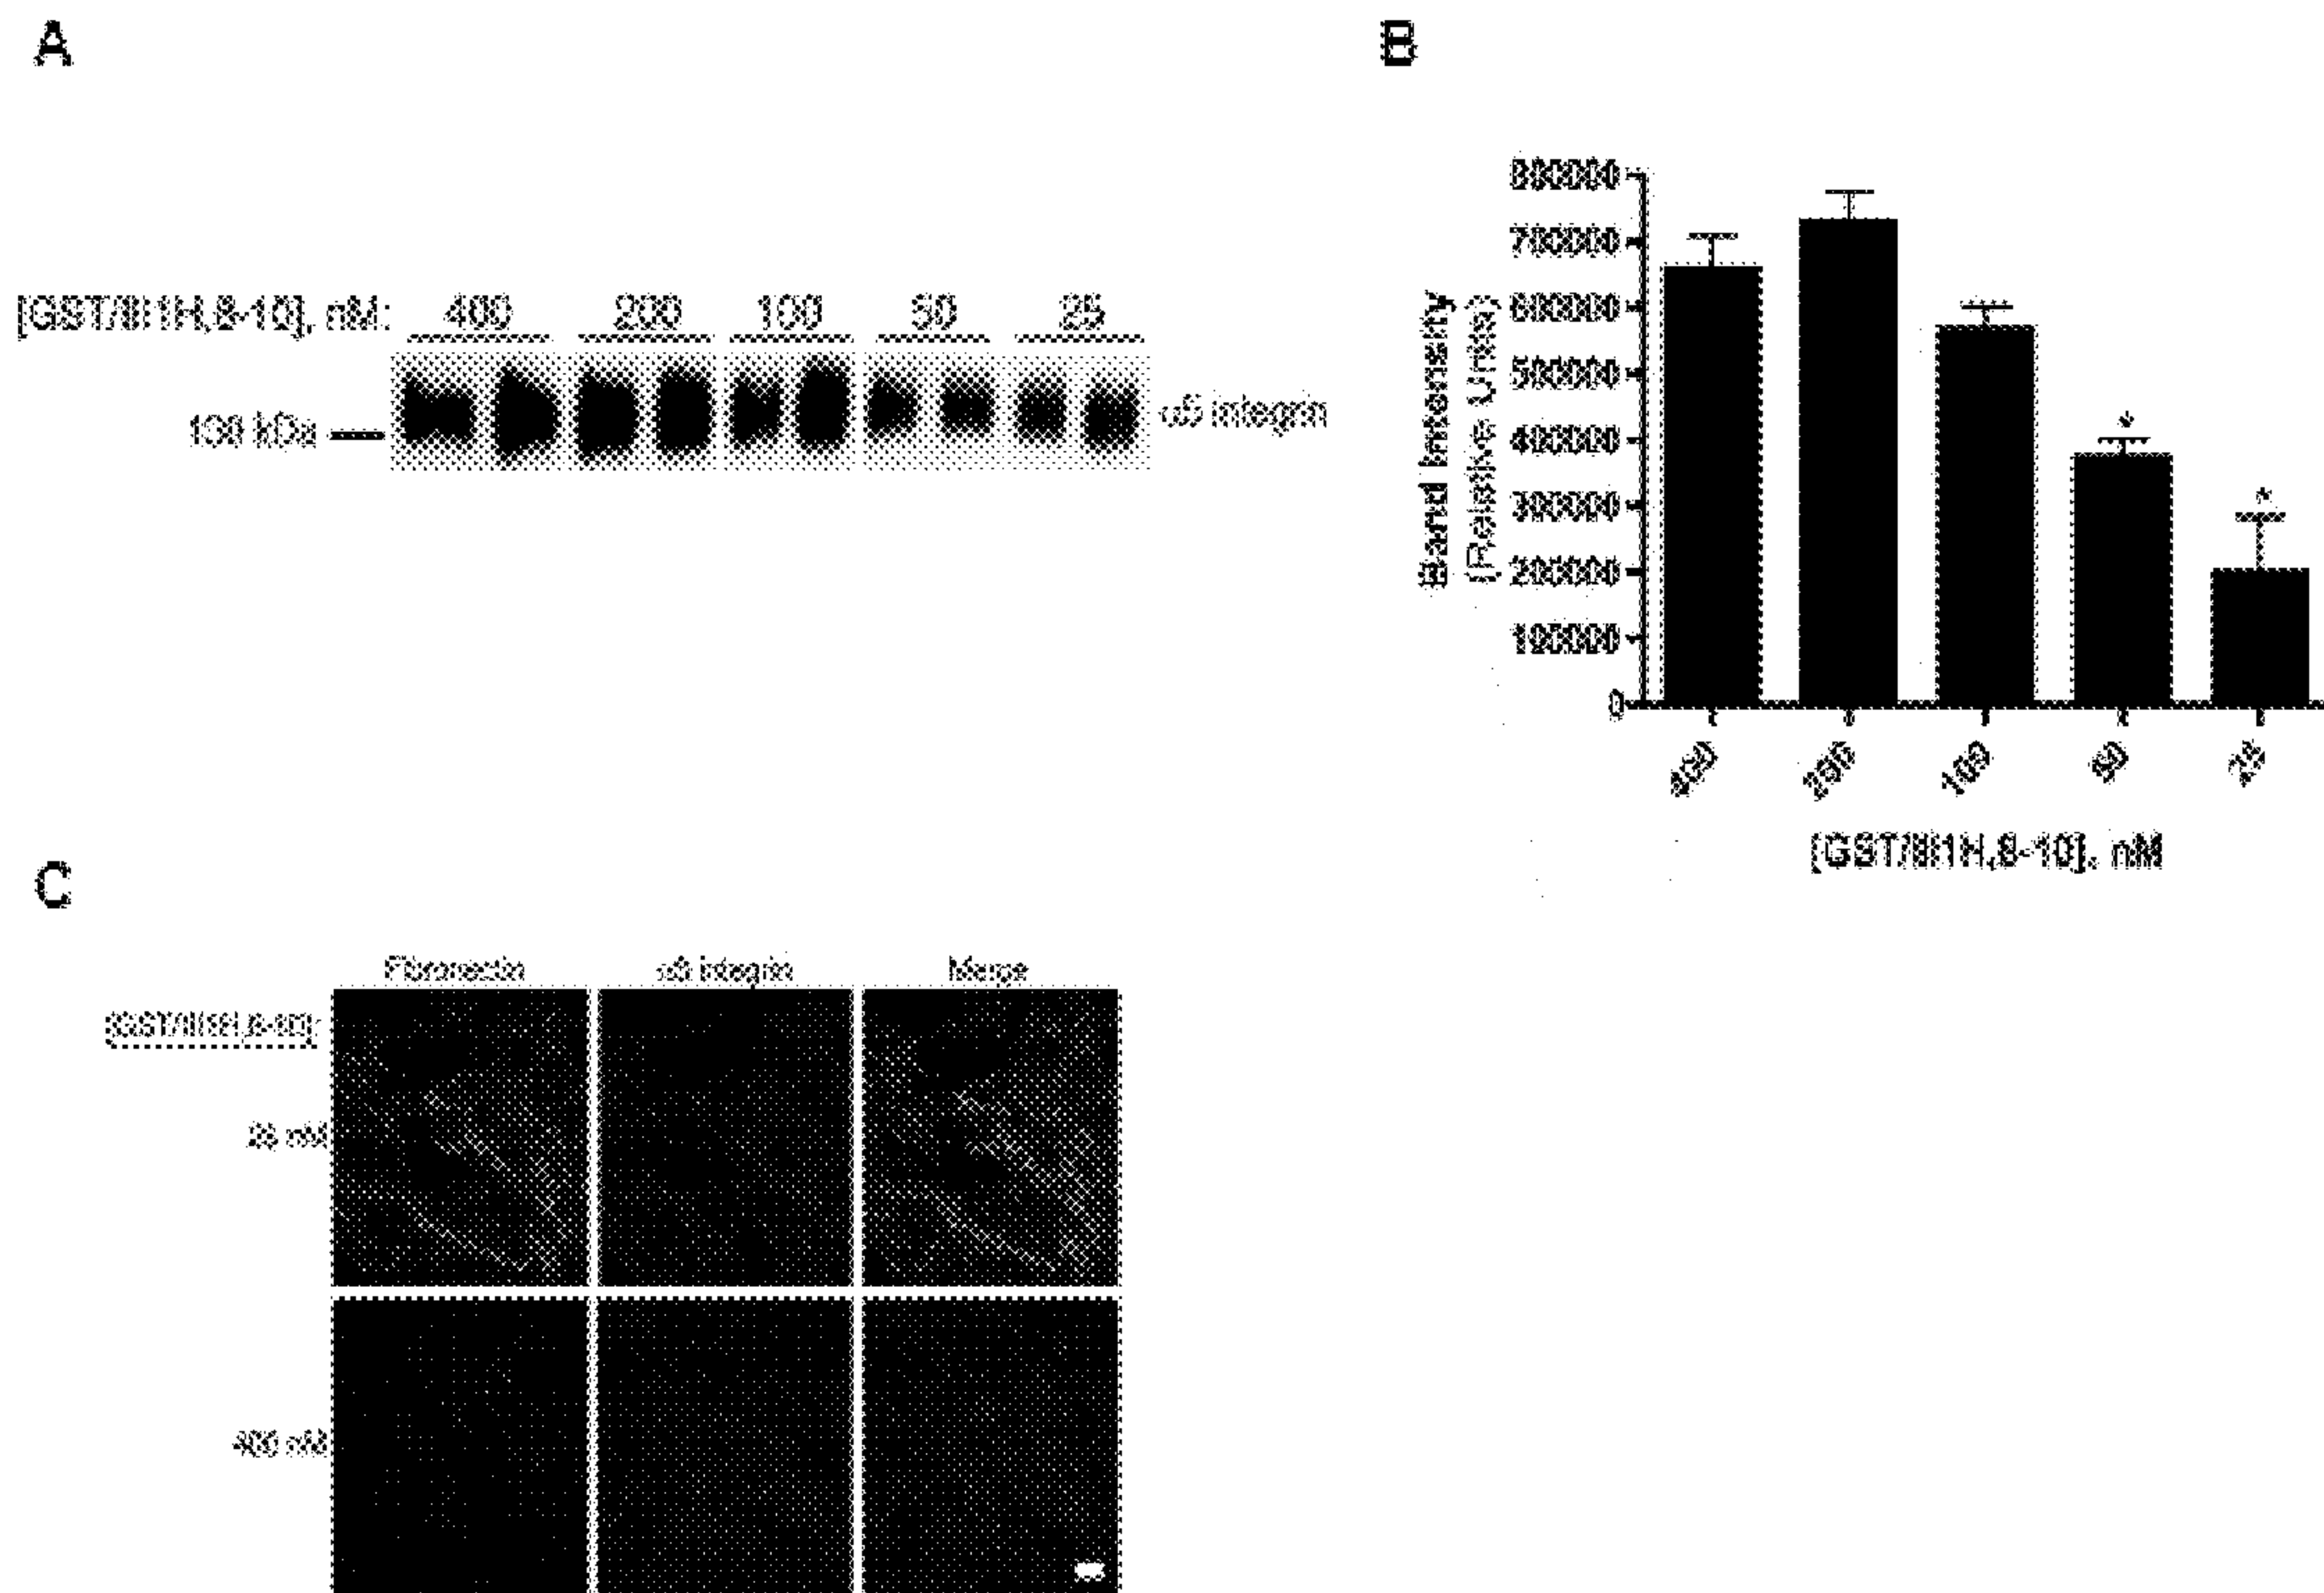 A
[GST/III1H,8-10], nM:
400 200 100 50 25
130 kDa
α5 integrin
B
Band Intensity
(Relative Units)
800000
700000
600000
500000
400000
300000
200000
100000
0
*
*
400 200 100 50 25
[GST/III1H,8-10], nM
C
Fibronectin α5 integrin Merge
[GST/III1H,8-10]:
25 nM
400 nM